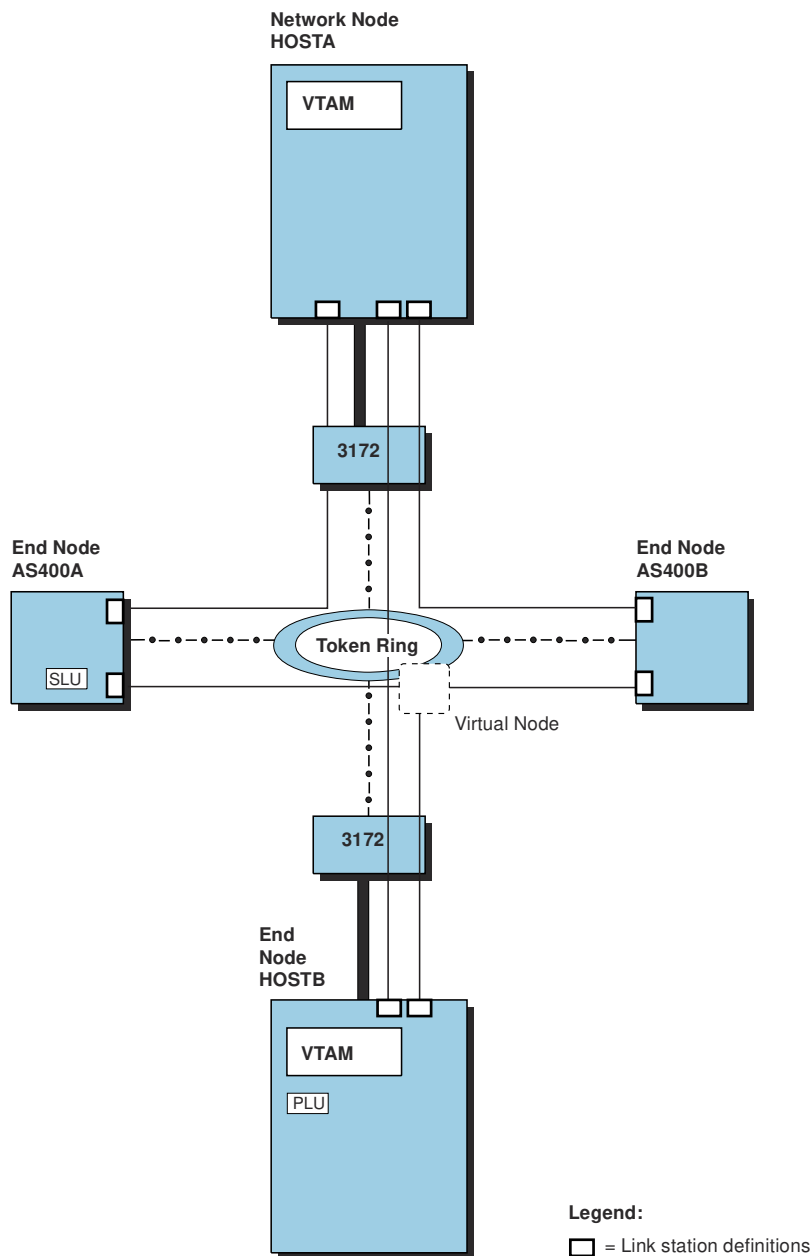 Network Node
HOSTA
VTAM
3172
End Node
AS400A
End Node
AS400B
Token Ring
SLU
Virtual Node
3172
End
Node
HOSTB
VTAM
PLU
Legend:
= Link station definitions